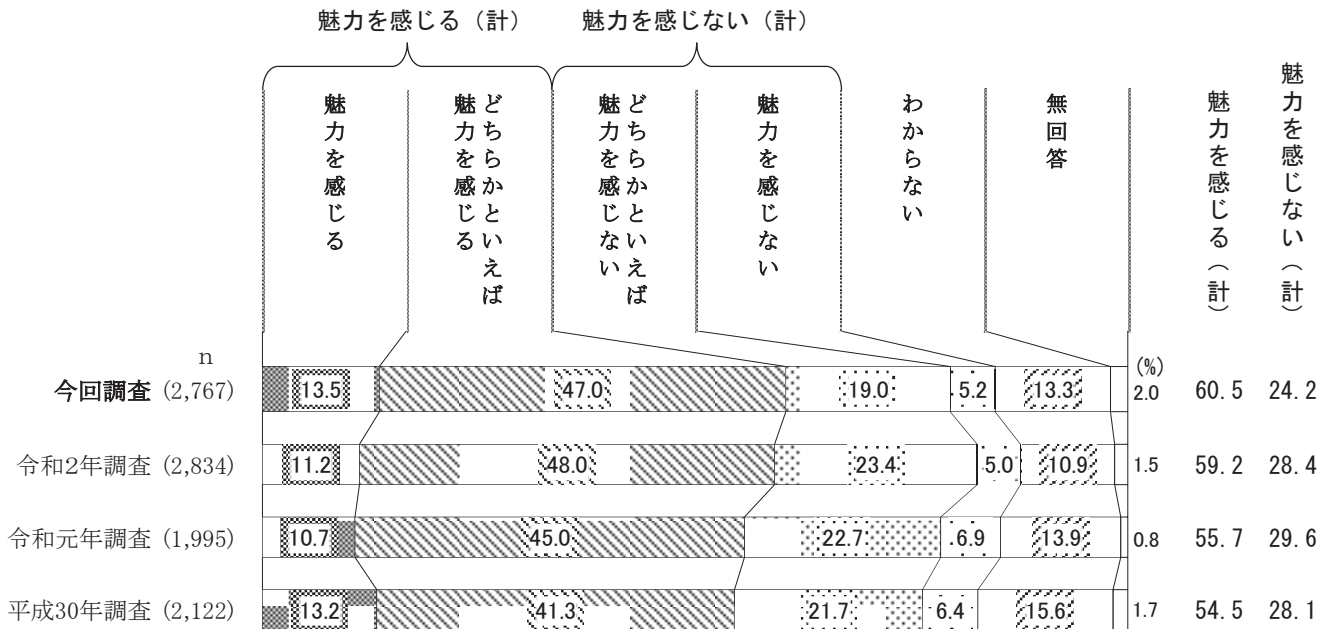 魅力を感じる（計）
魅力を感じない（計）
魅力を感じる
どちらかといえば
魅力を感じる
どちらかといえば
魅力を感じない
魅力を感じない
わからない
無回答
魅力を感じる（計）
魅力を感じない（計）
n
(%)
今回調査 (2,767) 13.5 47.0 19.0 5.2 13.3 2.0 60.5 24.2
令和2年調査 (2,834) 11.2 48.0 23.4 5.0 10.9 1.5 59.2 28.4
令和元年調査 (1,995) 10.7 45.0 22.7 6.9 13.9 0.8 55.7 29.6
平成30年調査 (2,122) 13.2 41.3 21.7 6.4 15.6 1.7 54.5 28.1